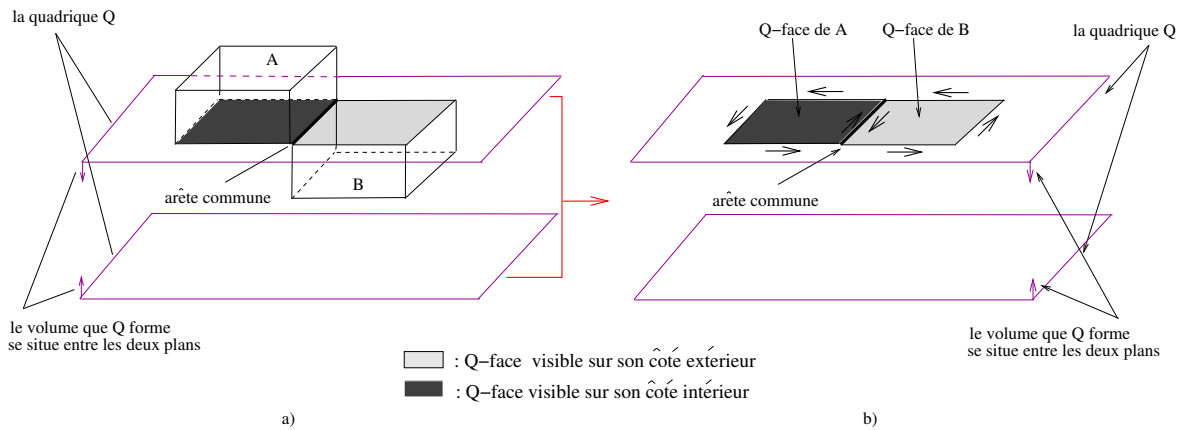 la quadrique Q
A
B
arête commune
le volume que Q forme
se situe entre les deux plans
Q−face de A
Q−face de B
la quadrique Q
arête commune
le volume que Q forme
se situe entre les deux plans
: Q−face visible sur son côté extérieur
: Q−face visible sur son côté intérieur
a)
b)